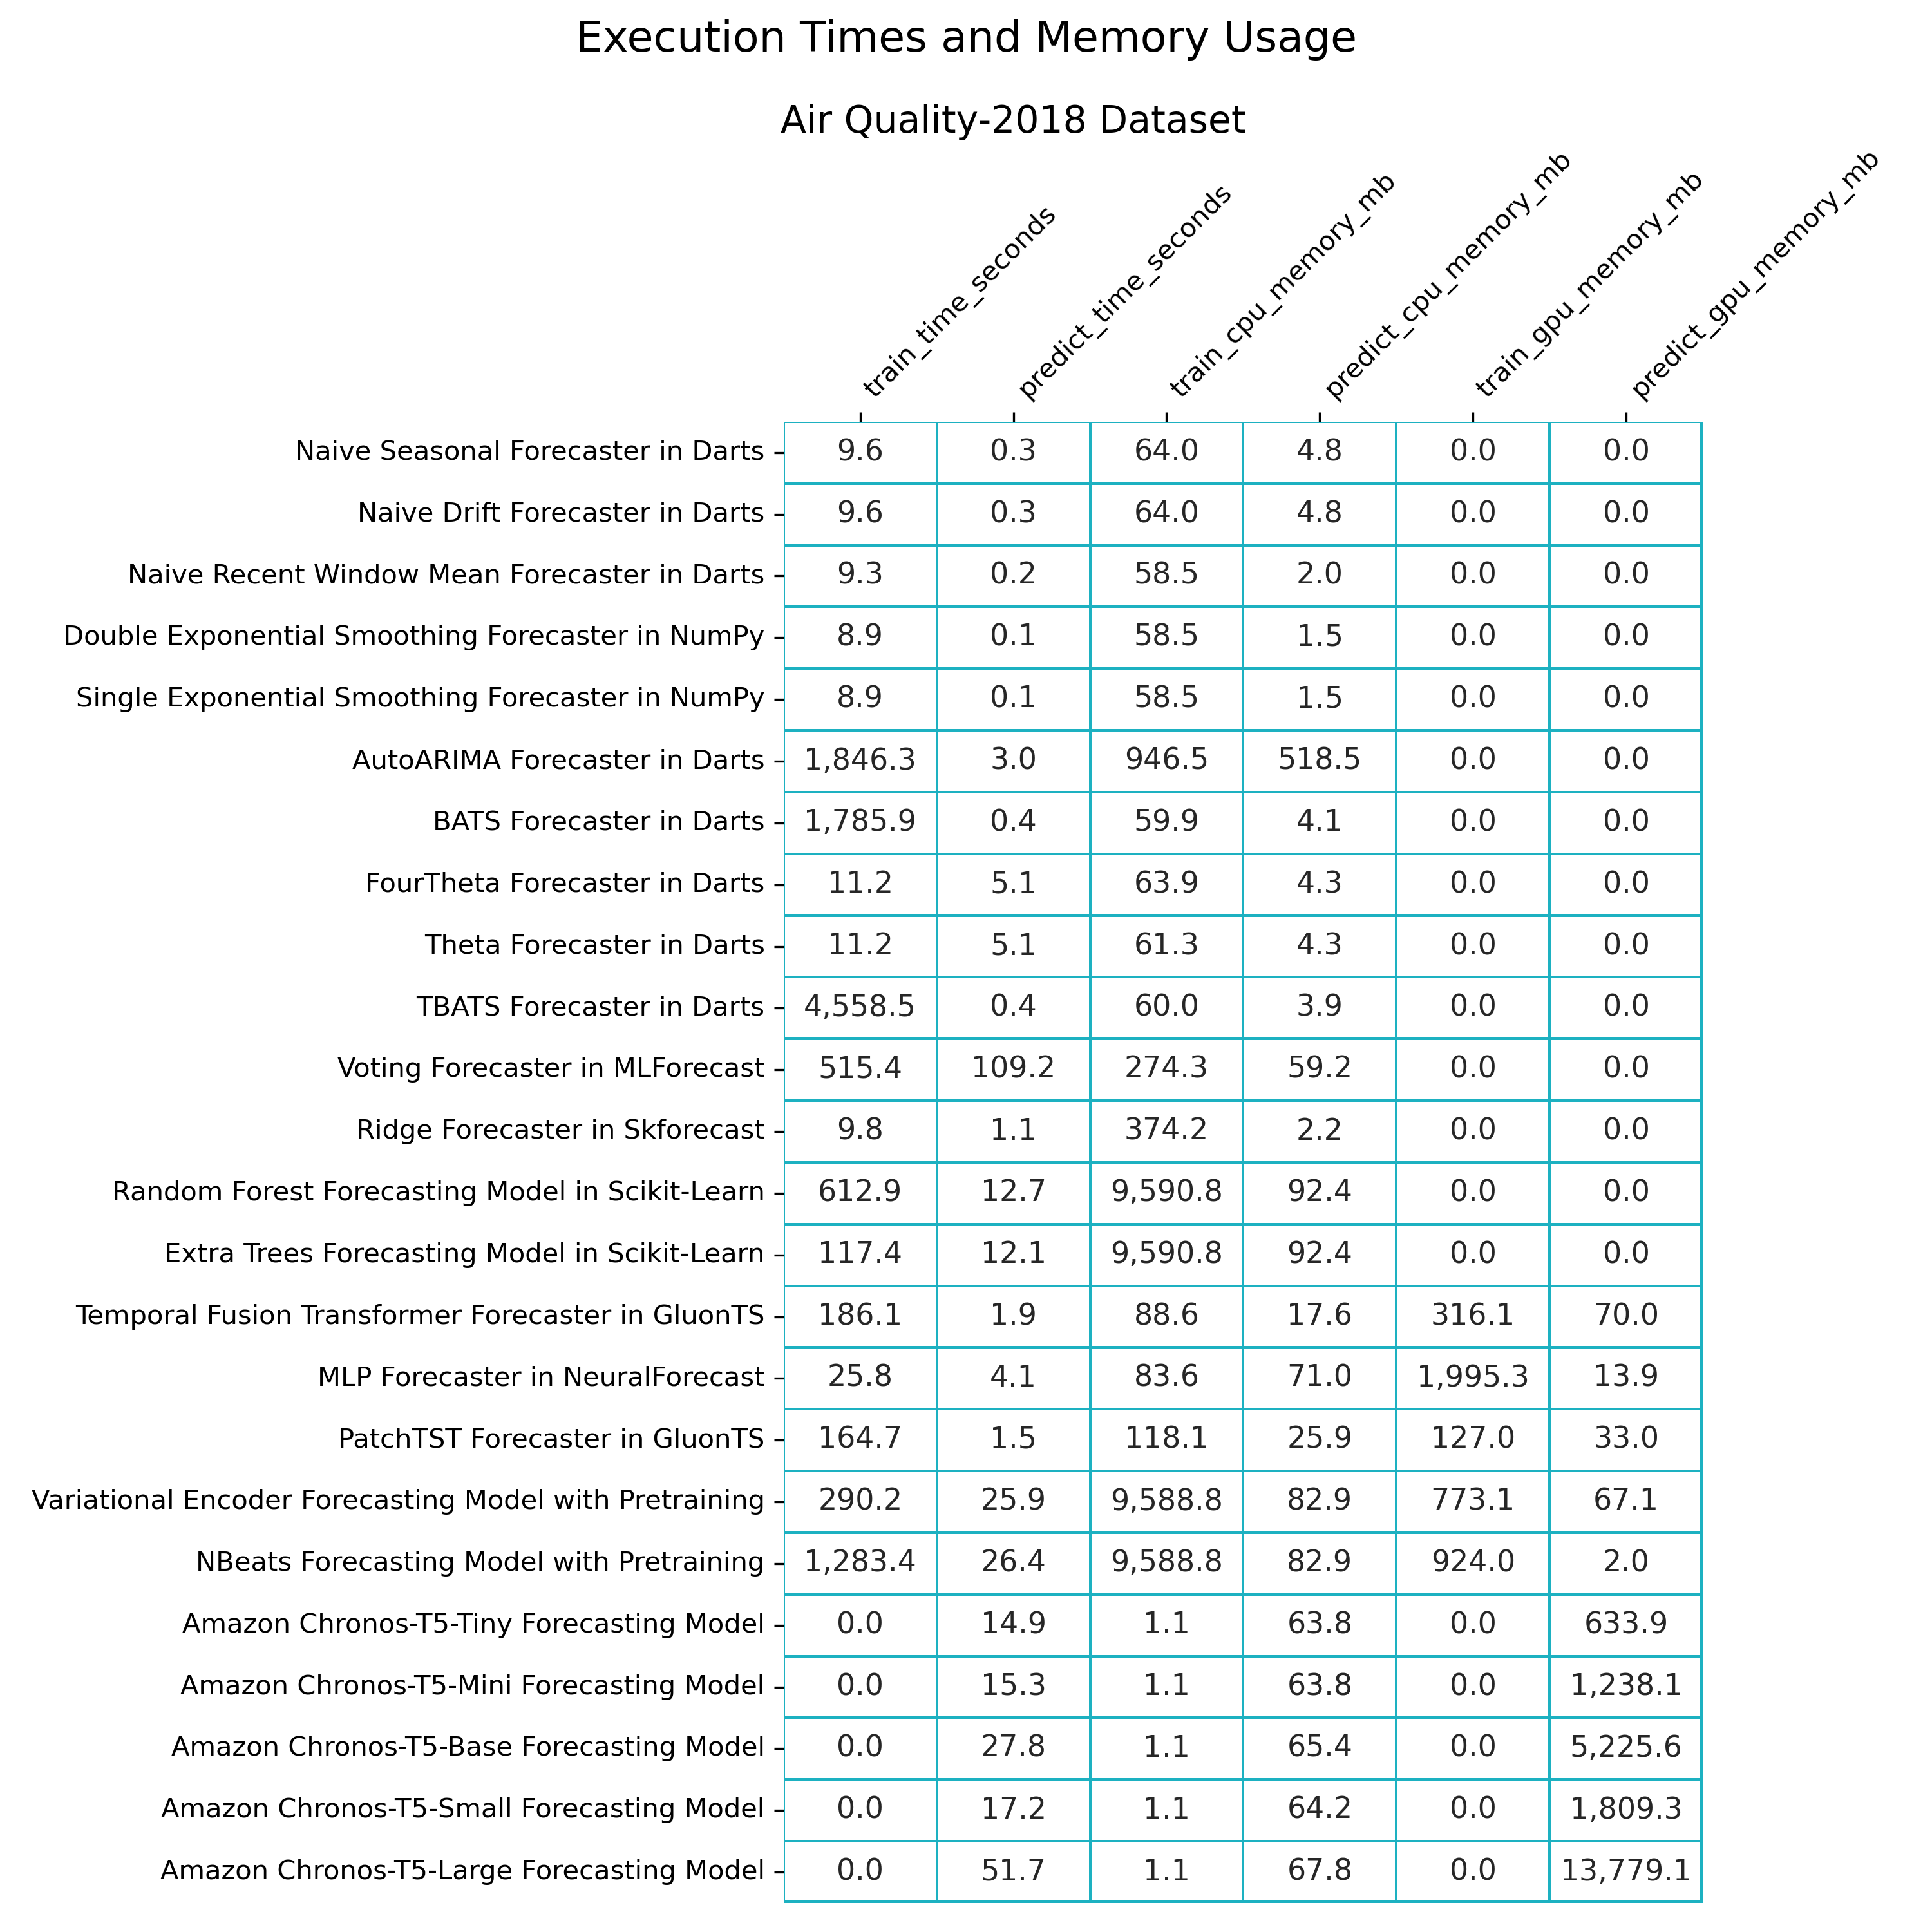 Execution Times and Memory Usage
Air Quality-2018 Dataset
train_time_seconds predict_time_seconds train_cpu_memory_mb predict_cpu_memory_mb train_gpu_memory_mb predict_gpu_memory_mb
Naive Seasonal Forecaster in Darts 9.6 0.3 64.0 4.8 0.0 0.0
Naive Drift Forecaster in Darts 9.6 0.3 64.0 4.8 0.0 0.0
Naive Recent Window Mean Forecaster in Darts 9.3 0.2 58.5 2.0 0.0 0.0
Double Exponential Smoothing Forecaster in NumPy 8.9 0.1 58.5 1.5 0.0 0.0
Single Exponential Smoothing Forecaster in NumPy 8.9 0.1 58.5 1.5 0.0 0.0
AutoARIMA Forecaster in Darts 1,846.3 3.0 946.5 518.5 0.0 0.0
BATS Forecaster in Darts 1,785.9 0.4 59.9 4.1 0.0 0.0
FourTheta Forecaster in Darts 11.2 5.1 63.9 4.3 0.0 0.0
Theta Forecaster in Darts 11.2 5.1 61.3 4.3 0.0 0.0
TBATS Forecaster in Darts 4,558.5 0.4 60.0 3.9 0.0 0.0
Voting Forecaster in MLForecast 515.4 109.2 274.3 59.2 0.0 0.0
Ridge Forecaster in Skforecast 9.8 1.1 374.2 2.2 0.0 0.0
Random Forest Forecasting Model in Scikit-Learn 612.9 12.7 9,590.8 92.4 0.0 0.0
Extra Trees Forecasting Model in Scikit-Learn 117.4 12.1 9,590.8 92.4 0.0 0.0
Temporal Fusion Transformer Forecaster in GluonTS 186.1 1.9 88.6 17.6 316.1 70.0
MLP Forecaster in NeuralForecast 25.8 4.1 83.6 71.0 1,995.3 13.9
PatchTST Forecaster in GluonTS 164.7 1.5 118.1 25.9 127.0 33.0
Variational Encoder Forecasting Model with Pretraining 290.2 25.9 9,588.8 82.9 773.1 67.1
NBeats Forecasting Model with Pretraining 1,283.4 26.4 9,588.8 82.9 924.0 2.0
Amazon Chronos-T5-Tiny Forecasting Model 0.0 14.9 1.1 63.8 0.0 633.9
Amazon Chronos-T5-Mini Forecasting Model 0.0 15.3 1.1 63.8 0.0 1,238.1
Amazon Chronos-T5-Base Forecasting Model 0.0 27.8 1.1 65.4 0.0 5,225.6
Amazon Chronos-T5-Small Forecasting Model 0.0 17.2 1.1 64.2 0.0 1,809.3
Amazon Chronos-T5-Large Forecasting Model 0.0 51.7 1.1 67.8 0.0 13,779.1